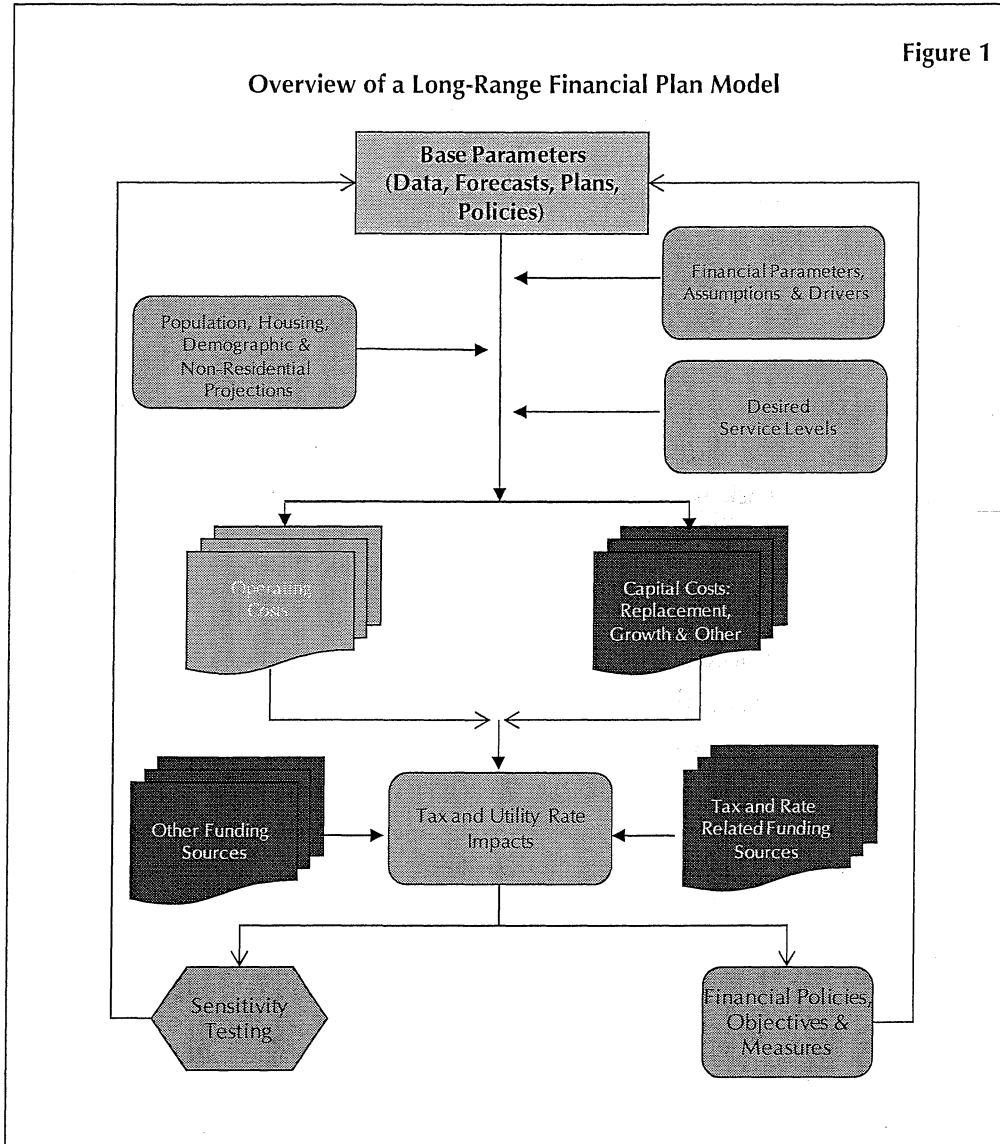 Figure 1
Overview of a Long-Range Financial Plan Model
Base Parameters
(Data, Forecasts, Plans,
Policies)
Financial Parameters,
Assumptions & Drivers
Population, Housing,
Demographic &
Non-Residential
Projections
Desired
Service Levels
Operating
Costs
Capital Costs:
Replacement,
Growth & Other
Other Funding
Sources
Tax and Utility Rate
Impacts
Tax and Rate
Related Funding
Sources
Sensitivity
Testing
Financial Policies,
Objectives &
Measures